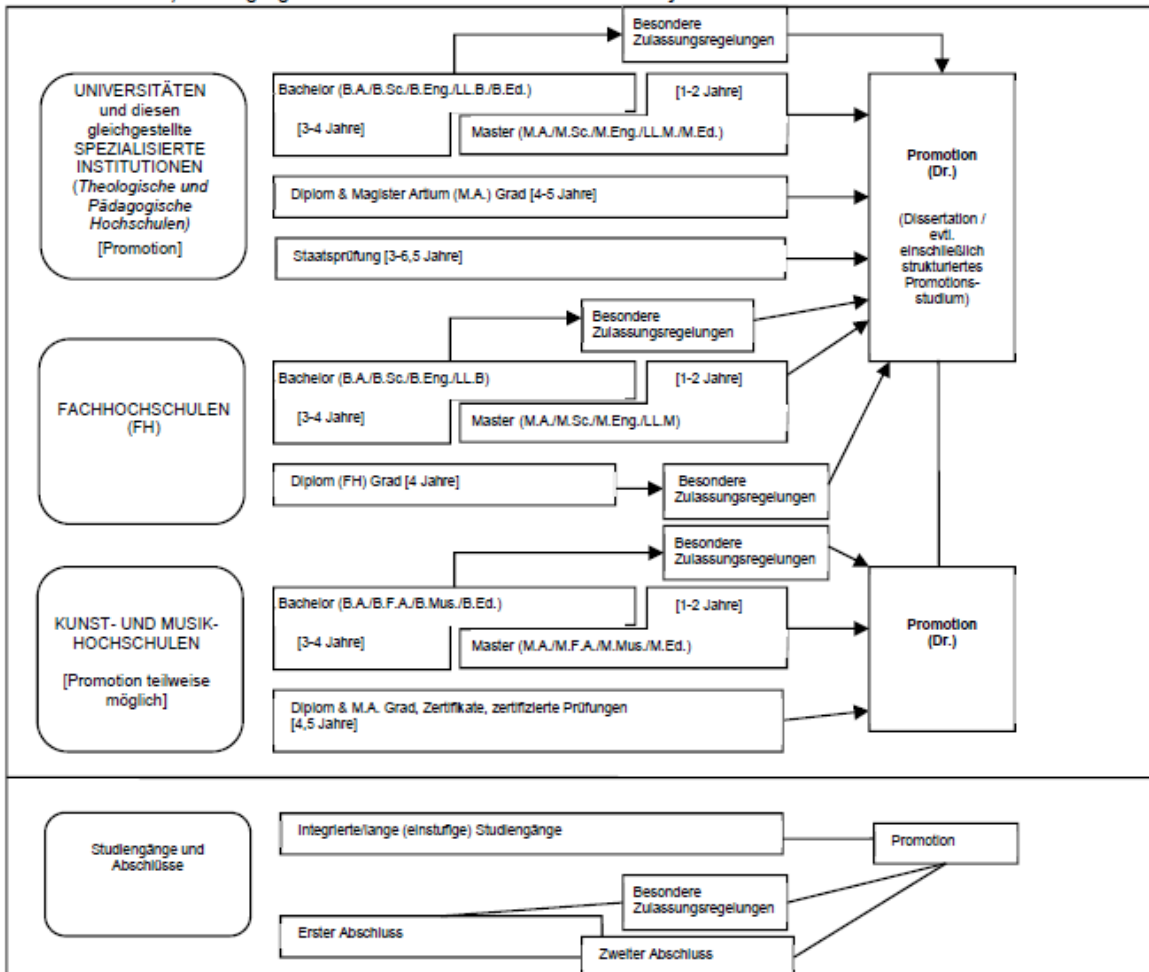 Besondere
Zulassungsregelungen
UNIVERSITÄTEN
und diesen
gleichgestellte
SPEZIALISIERTE
INSTITUTIONEN
(Theologische und
Pädagogische
Hochschulen)
[Promotion]
Bachelor (B.A./B.Sc./B.Eng./LL.B./B.Ed.)
[3-4 Jahre]
[1-2 Jahre]
Master (M.A./M.Sc./M.Eng./LL.M./M.Ed.)
Diplom & Magister Artium (M.A.) Grad [4-5 Jahre]
Staatsprüfung [3-6,5 Jahre]
Promotion
(Dr.)
(Dissertation /
evtl.
einschließlich
strukturiertes
Promotions-
studium)
Besondere
Zulassungsregelungen
FACHHOCHSCHULEN
(FH)
Bachelor (B.A./B.Sc./B.Eng./LL.B)
[3-4 Jahre]
[1-2 Jahre]
Master (M.A./M.Sc./M.Eng./LL.M)
Diplom (FH) Grad [4 Jahre]
Besondere
Zulassungsregelungen
Besondere
Zulassungsregelungen
KUNST- UND MUSIK-
HOCHSCHULEN
[Promotion teilweise
möglich]
Bachelor (B.A./B.F.A./B.Mus./B.Ed.)
[3-4 Jahre]
[1-2 Jahre]
Master (M.A./M.F.A./M.Mus./M.Ed.)
Diplom & M.A. Grad, Zertifikate, zertifizierte Prüfungen
[4,5 Jahre]
Promotion
(Dr.)
Studiengänge und
Abschlüsse
Integrierte/lange (einstufige) Studiengänge
Promotion
Besondere
Zulassungsregelungen
Erster Abschluss
Zweiter Abschluss